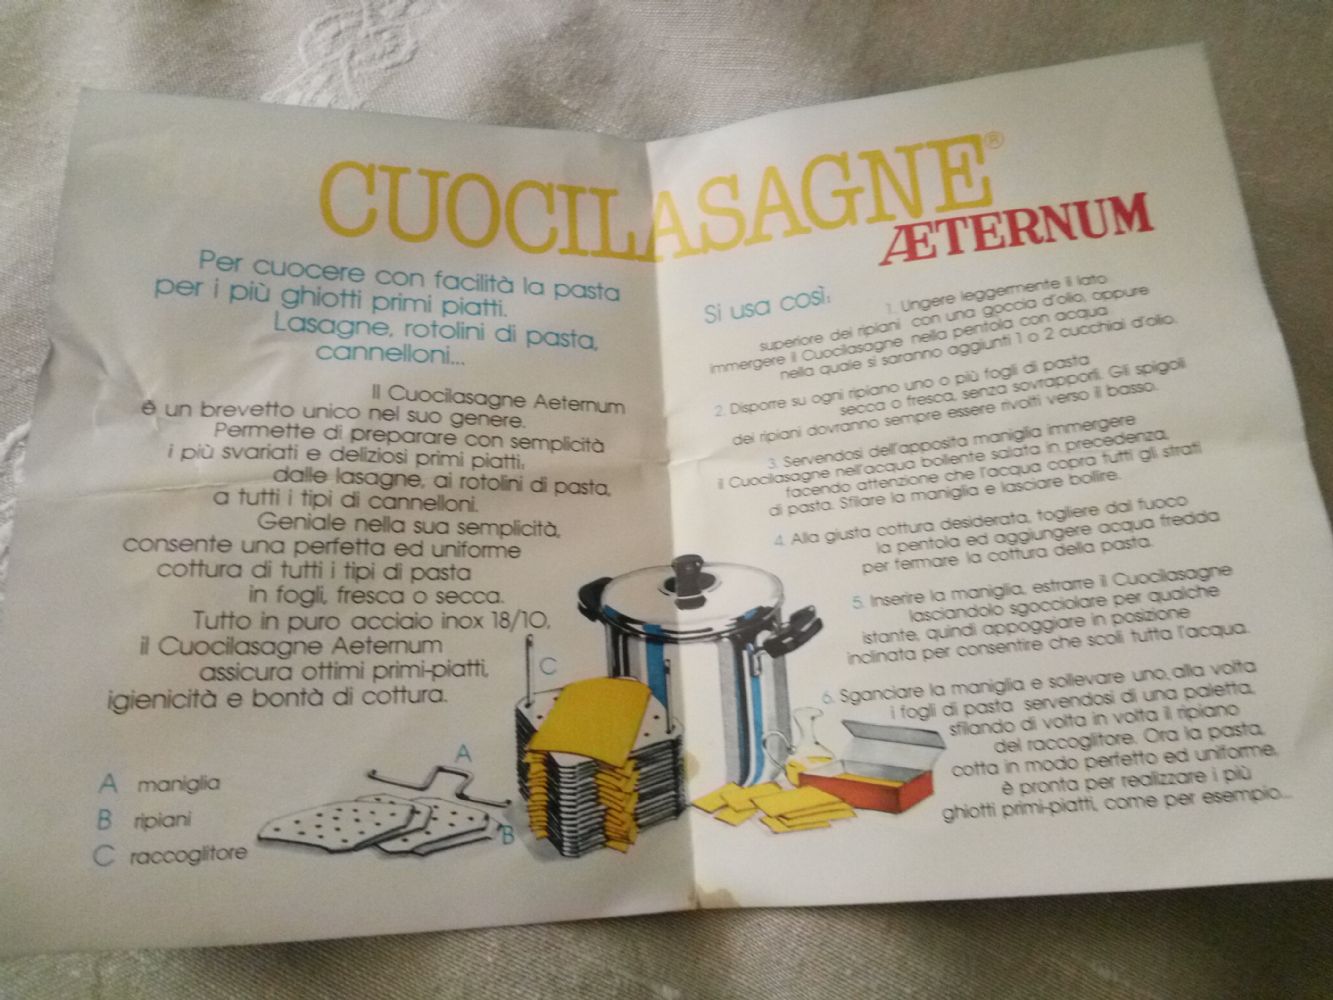 CUOCILASAGNE®
ÆTERNUM
Per cuocere con facilità la pasta
per i più ghiotti primi piatti.
Lasagne, rotolini di pasta,
cannelloni...
Il Cuocilasagne Aeternum
è un brevetto unico nel suo genere.
Permette di preparare con semplicità
i più svariati e deliziosi primi piatti,
dalle lasagne, ai rotolini di pasta,
a tutti i tipi di cannelloni.
Geniale nella sua semplicità,
consente una perfetta ed uniforme
cottura di tutti i tipi di pasta
in fogli, fresca o secca.
Tutto in puro acciaio inox 18/10,
il Cuocilasagne Aeternum
assicura ottimi primi-piatti,
igienicità e bontà di cottura.
A maniglia
B ripiani
C raccoglitore
A
B
C
Si usa così:
1. Ungere leggermente il lato
superiore dei ripiani con una goccia d'olio, oppure
immergere il Cuocilasagne nella pentola con acqua
nella quale si saranno aggiunti 1 o 2 cucchiai d'olio.
2. Disporre su ogni ripiano uno o più fogli di pasta
secca o fresca, senza sovrapporli. Gli spigoli
dei ripiani dovranno sempre essere rivolti verso il basso.
3. Servendosi dell'apposita maniglia immergere
il Cuocilasagne nell'acqua bollente salata in precedenza,
facendo attenzione che l'acqua copra tutti gli strati
di pasta. Sfilare la maniglia e lasciare bollire.
4. Alla giusta cottura desiderata, togliere dal fuoco
la pentola ed aggiungere acqua fredda
per fermare la cottura della pasta.
5. Inserire la maniglia, estrarre il Cuocilasagne
lasciandolo sgocciolare per qualche
istante, quindi appoggiare in posizione
inclinata per consentire che scoli tutta l'acqua.
6. Sganciare la maniglia e sollevare uno alla volta
i fogli di pasta servendosi di una paletta,
sfilando di volta in volta il ripiano
del raccoglitore. Ora la pasta,
cotta in modo perfetto ed uniforme,
è pronta per realizzare i più
ghiotti primi-piatti, come per esempio...